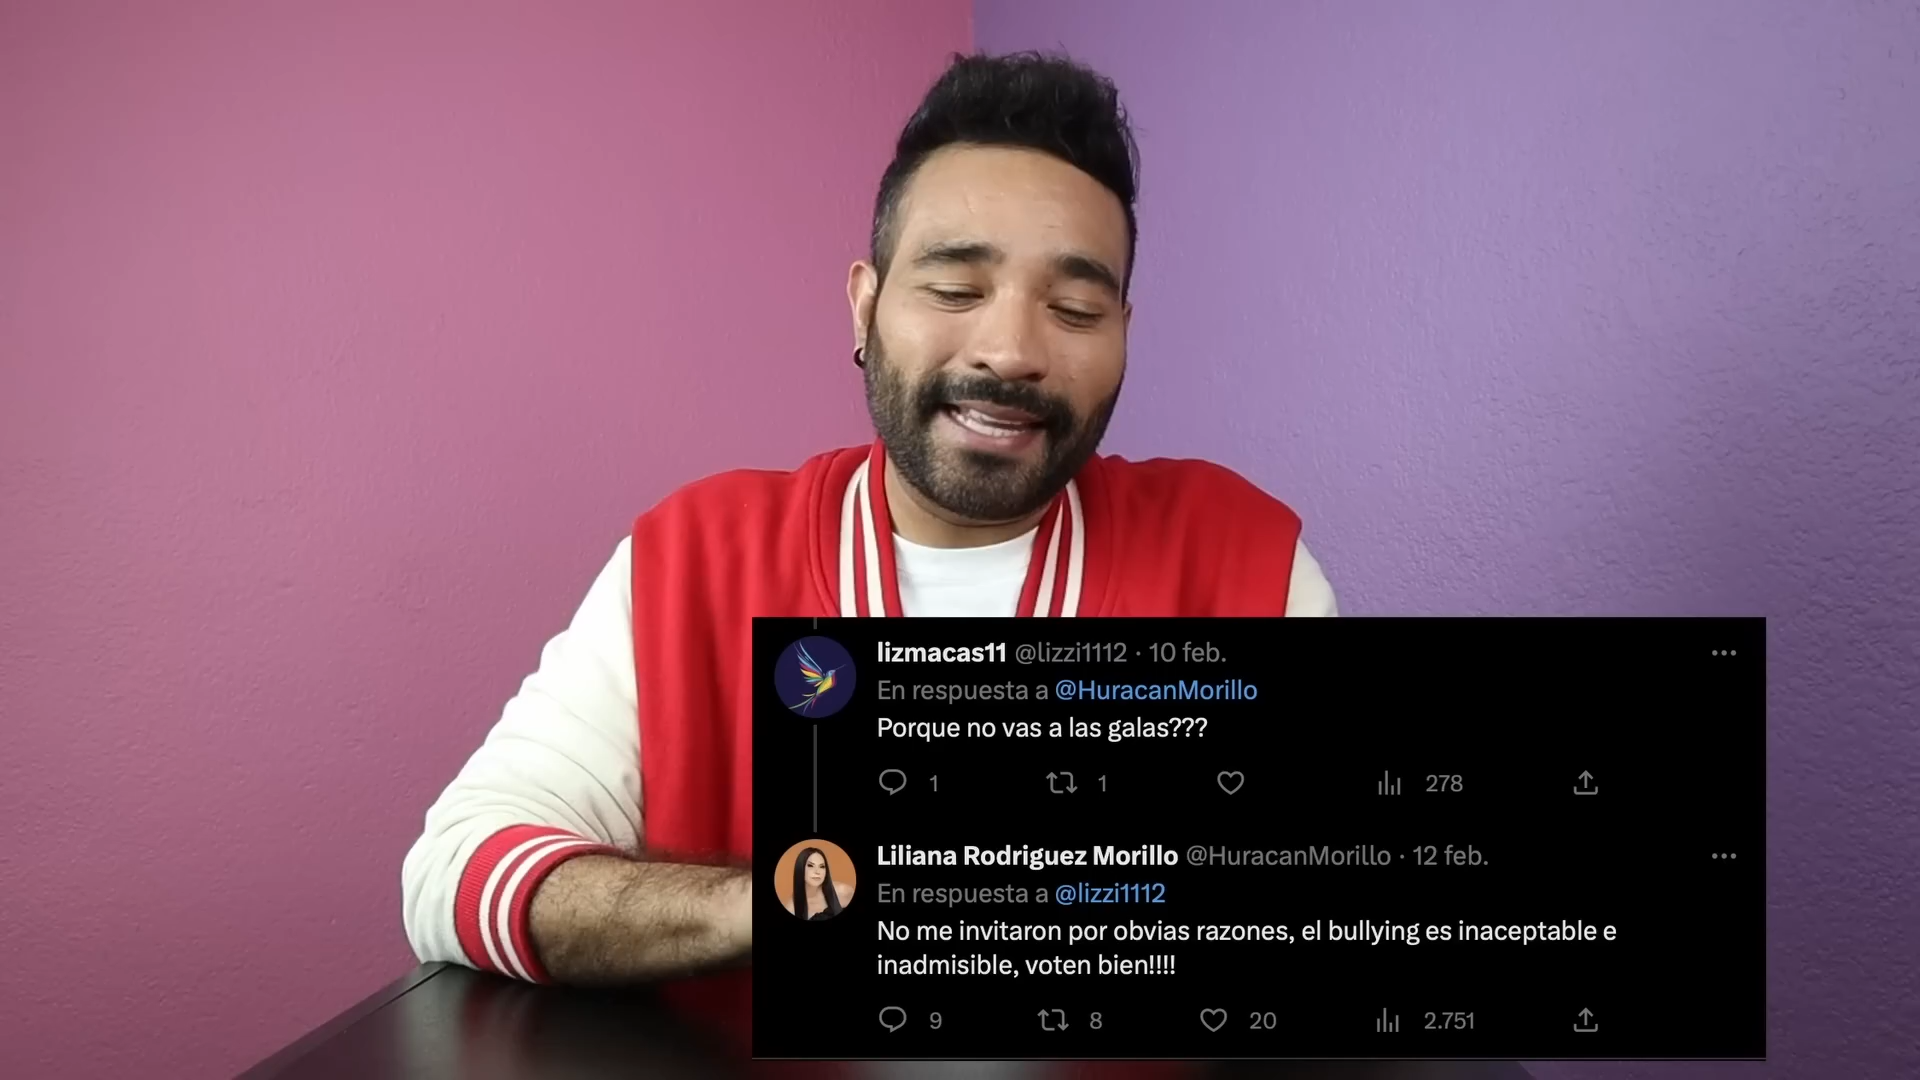 lizmacas11 @lizzi1112 · 10 feb.
En respuesta a @HuracanMorillo
Porque no vas a las galas???
1 1 278
Liliana Rodriguez Morillo @HuracanMorillo · 12 feb.
En respuesta a @lizzi1112
No me invitaron por obvias razones, el bullying es inaceptable e
inadmisible, voten bien!!!!
9 8 20 2.751